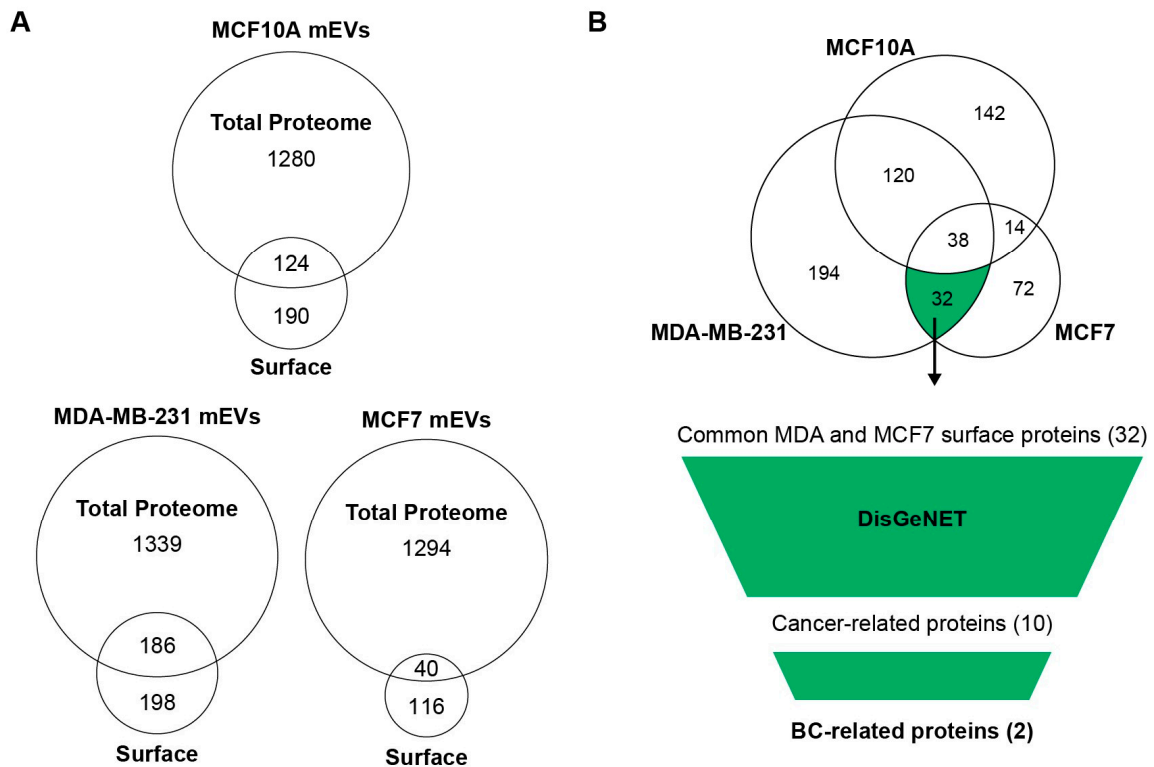 A
MCF10A mEVs
Total Proteome
1280
124
190
Surface
MDA-MB-231 mEVs
Total Proteome
1339
186
198
Surface
MCF7 mEVs
Total Proteome
1294
40
116
Surface
B
MCF10A
142
120
14
38
194
32
72
MDA-MB-231
MCF7
Common MDA and MCF7 surface proteins (32)
DisGeNET
Cancer-related proteins (10)
BC-related proteins (2)